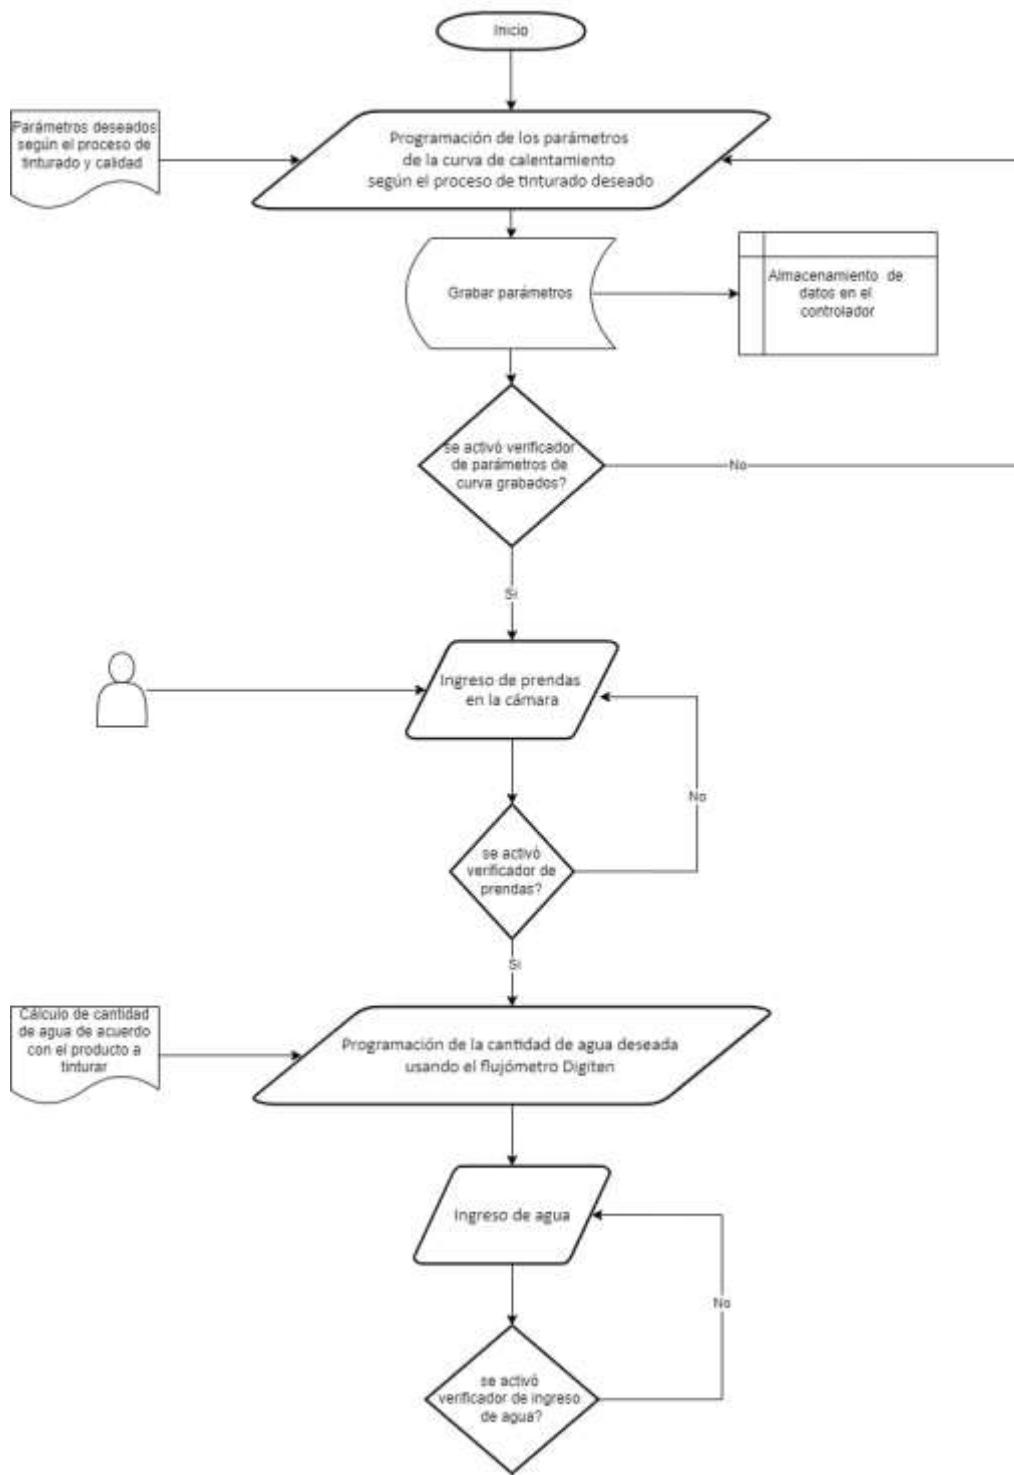 Inicio
Parámetros deseados
según el proceso de
tinturado y calidad
Programación de los parámetros
de la curva de calentamiento
según el proceso de tinturado deseado
Grabar parámetros
Almacenamiento de
datos en el
controlador
se activó verificador
de parámetros de
curva grabados?
No
Si
Ingreso de prendas
en la cámara
No
se activó
verificador de
prendas?
Si
Cálculo de cantidad
de agua de acuerdo
con el producto a
tinturar
Programación de la cantidad de agua deseada
usando el flujómetro Digiten
Ingreso de agua
No
se activó
verificador de ingreso
de agua?